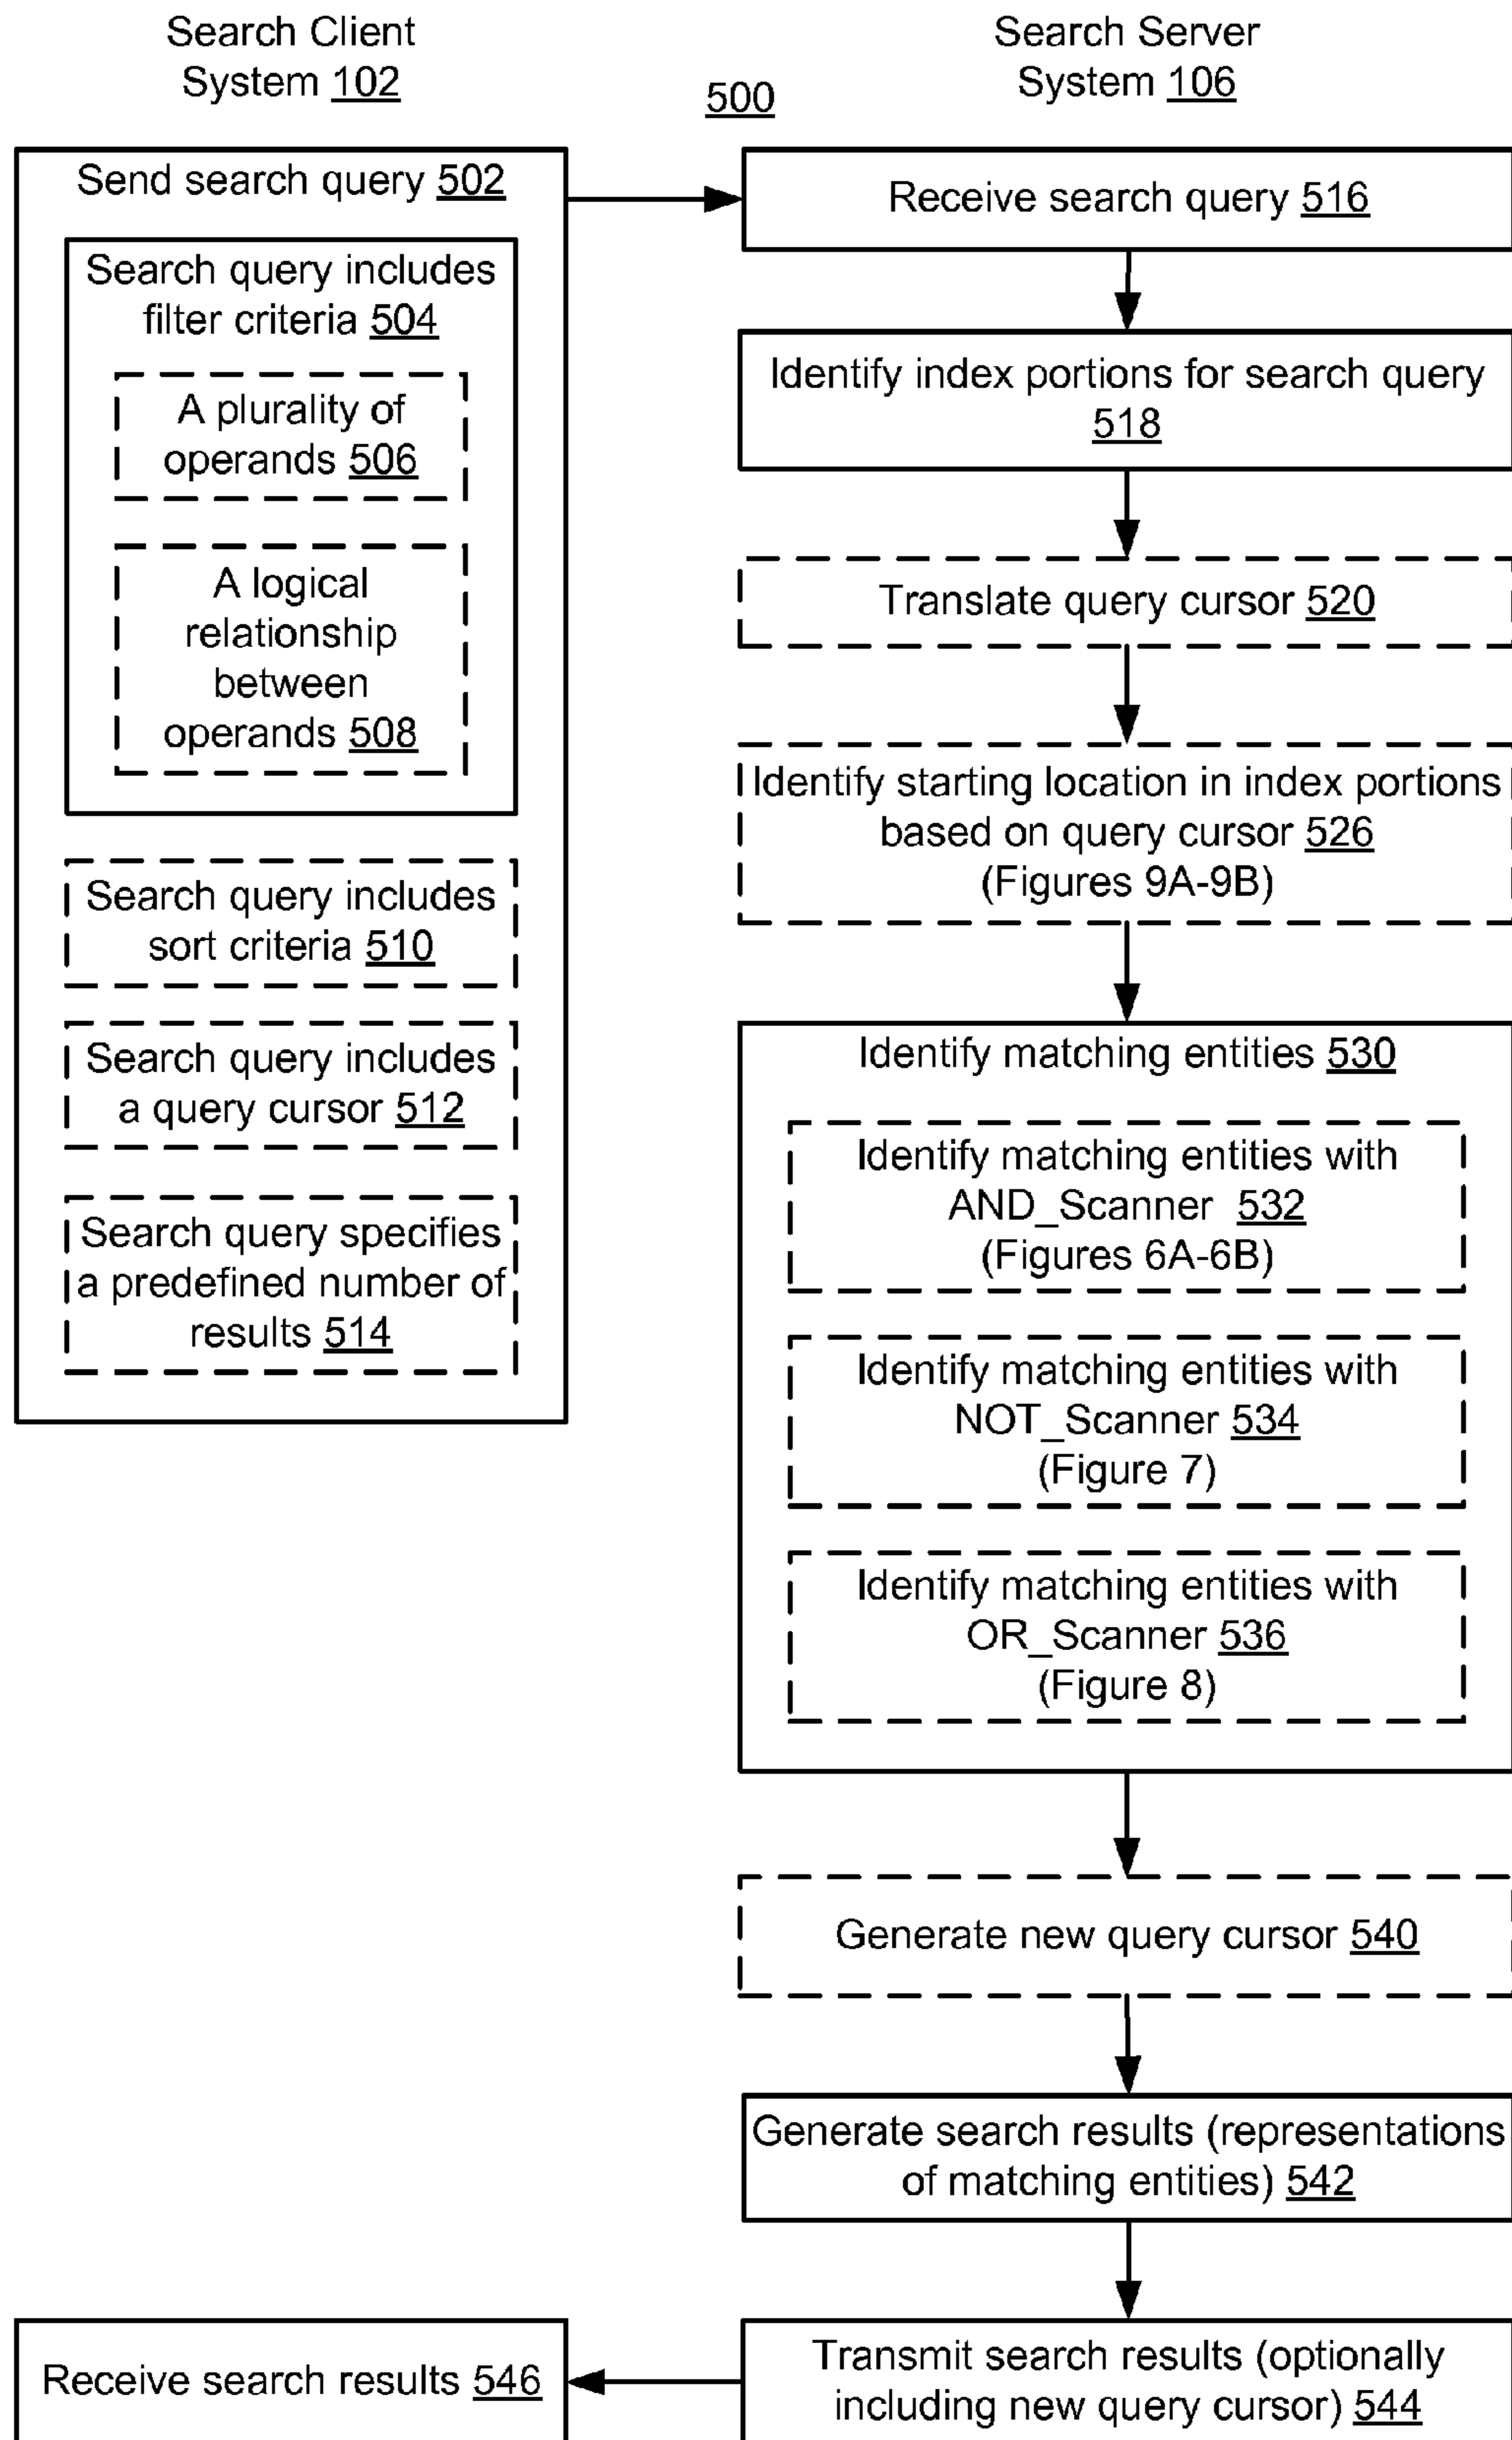 Search Client
System 102
Search Server
System 106
500
Send search query 502
Search query includes
filter criteria 504
A plurality of
operands 506
A logical
relationship
between
operands 508
Search query includes
sort criteria 510
Search query includes
a query cursor 512
Search query specifies
a predefined number of
results 514
Receive search query 516
Identify index portions for search query
518
Translate query cursor 520
Identify starting location in index portions
based on query cursor 526
(Figures 9A-9B)
Identify matching entities 530
Identify matching entities with
AND_Scanner 532
(Figures 6A-6B)
Identify matching entities with
NOT_Scanner 534
(Figure 7)
Identify matching entities with
OR_Scanner 536
(Figure 8)
Generate new query cursor 540
Generate search results (representations
of matching entities) 542
Transmit search results (optionally
including new query cursor) 544
Receive search results 546